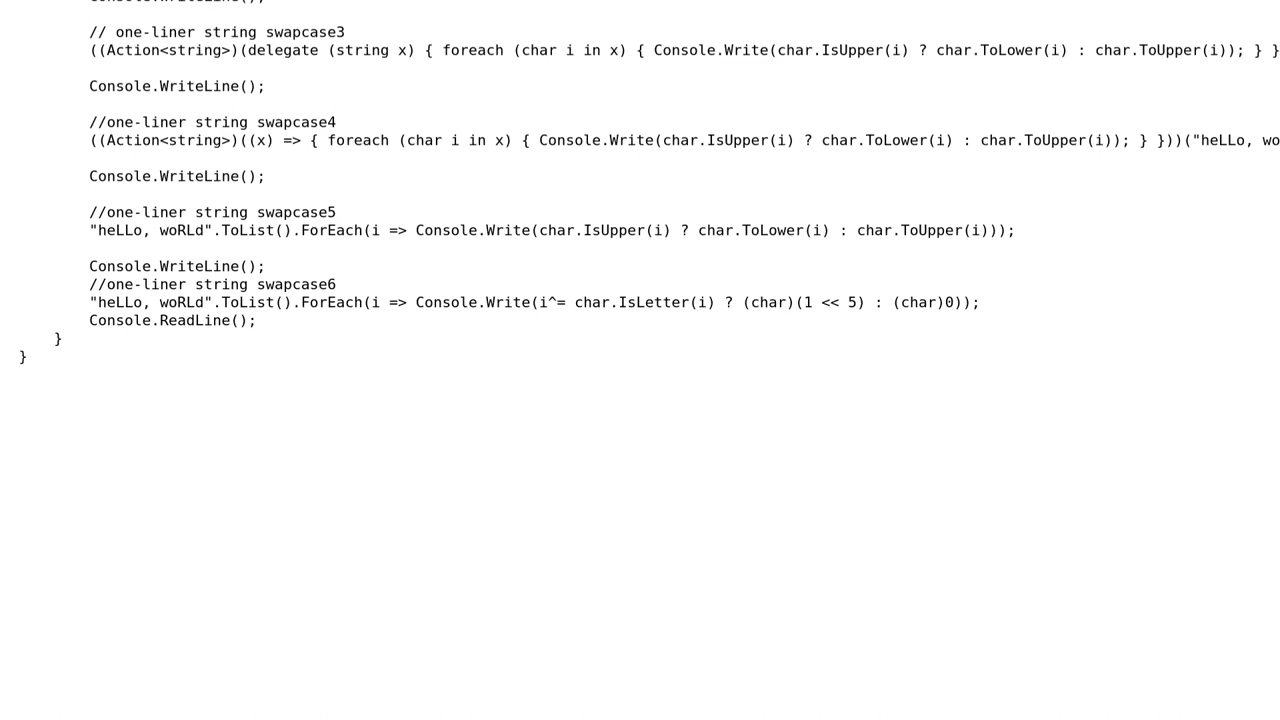 Console.WriteLine();
// one-liner string swapcase3
((Action<string>)(delegate (string x) { foreach (char i in x) { Console.Write(char.IsUpper(i) ? char.ToLower(i) : char.ToUpper(i)); } }
Console.WriteLine();
//one-liner string swapcase4
((Action<string>)((x) => { foreach (char i in x) { Console.Write(char.IsUpper(i) ? char.ToLower(i) : char.ToUpper(i)); } }))("heLLo, wo
Console.WriteLine();
//one-liner string swapcase5
"heLLo, woRLd".ToList().ForEach(i => Console.Write(char.IsUpper(i) ? char.ToLower(i) : char.ToUpper(i)));
Console.WriteLine();
//one-liner string swapcase6
"heLLo, woRLd".ToList().ForEach(i => Console.Write(i^= char.IsLetter(i) ? (char)(1 << 5) : (char)0));
Console.ReadLine();
}
}